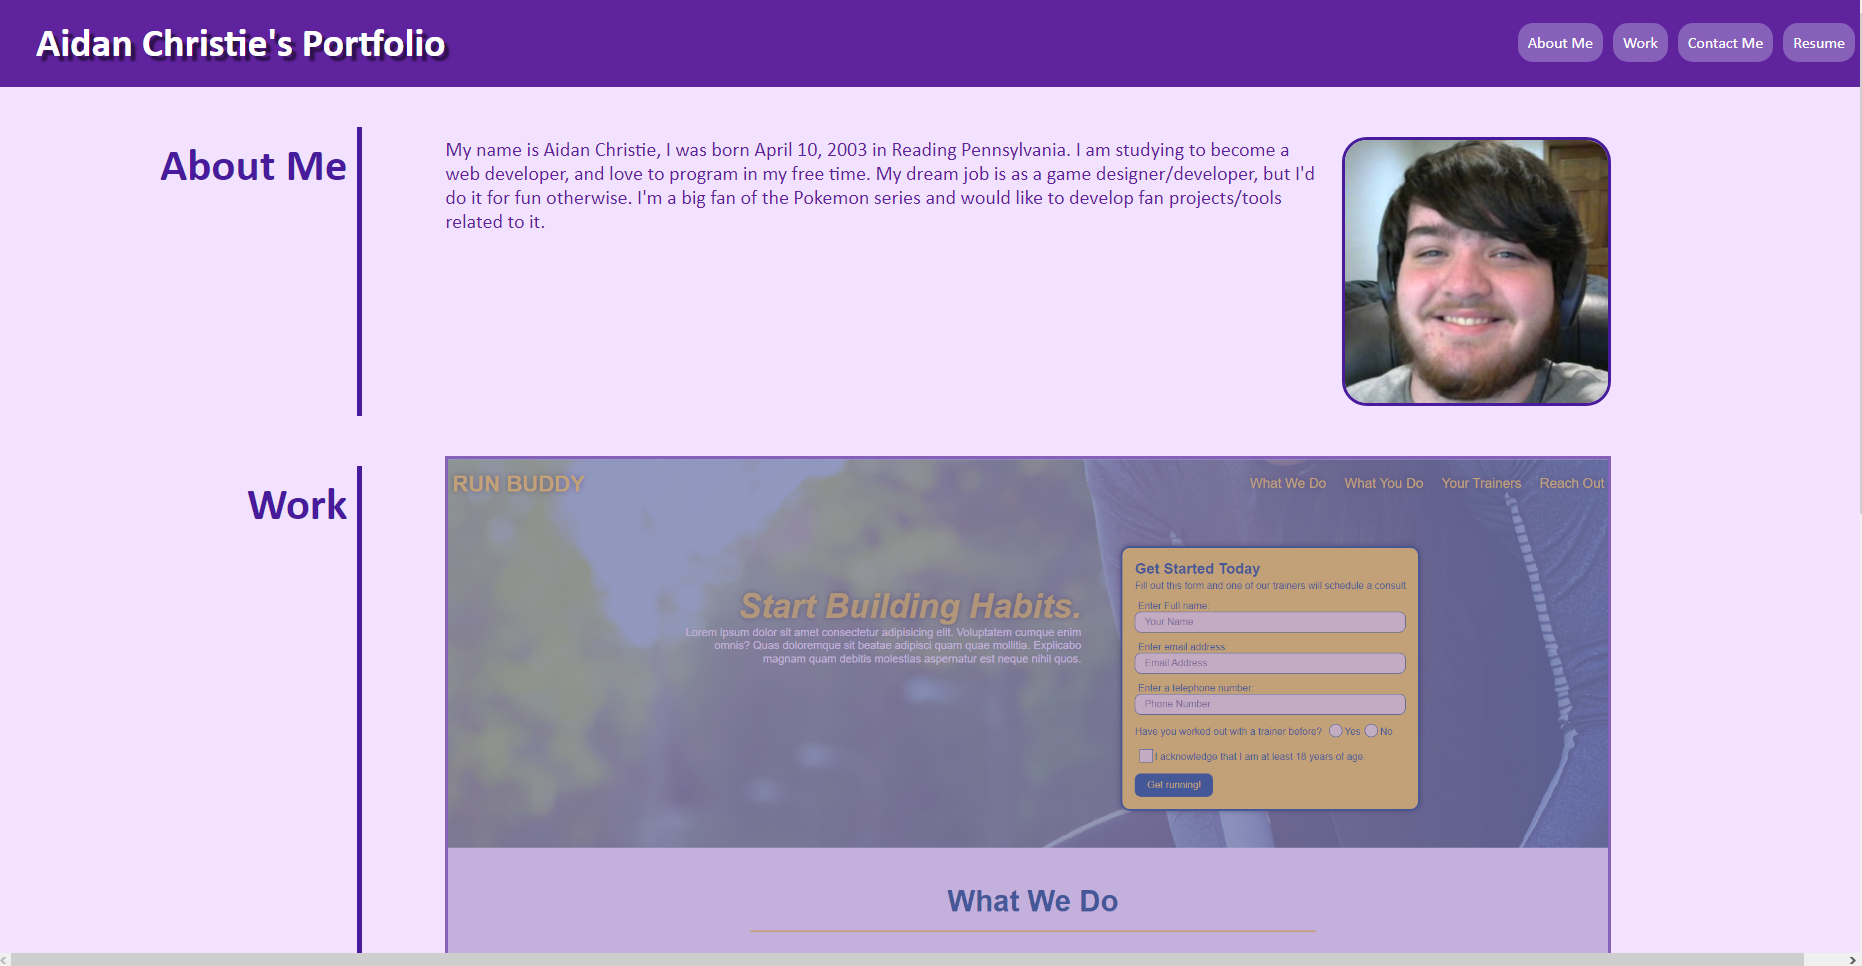 Aidan Christie's Portfolio
About Me
Work
Contact Me
Resume
About Me
My name is Aidan Christie, I was born April 10, 2003 in Reading Pennsylvania. I am studying to become a
web developer, and love to program in my free time. My dream job is as a game designer/developer, but I'd
do it for fun otherwise. I'm a big fan of the Pokemon series and would like to develop fan projects/tools
related to it.
Work
RUN BUDDY
What We Do
What You Do
Your Trainers
Reach Out
Start Building Habits.
Lorem ipsum dolor sit amet consectetur adipisicing elit. Voluptatem cumque enim
omnis? Quas doloremque sit beatae adipisci quam quae mollitia. Explicabo
magnam quam debitis molestias aspernatur est neque nihil quos.
Get Started Today
Fill out this form and one of our trainers will schedule a consult
Enter Full name:
Your Name
Enter email address:
Email Address
Enter a telephone number:
Phone Number
Have you worked out with a trainer before? Yes No
I acknowledge that I am at least 18 years of age.
Get running!
What We Do